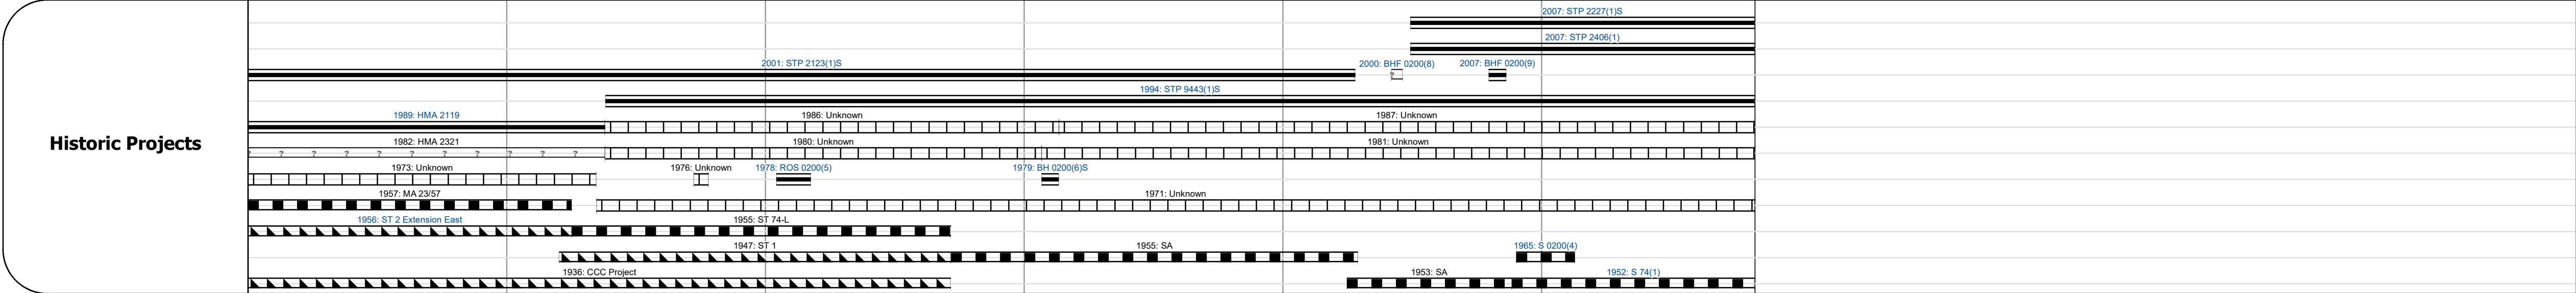 2007: STP 2227(1)S
2007: STP 2406(1)
2001: STP 2123(1)S
2000: BHF 0200(8)
2007: BHF 0200(9)
?
1994: STP 9443(1)S
1989: HMA 2119
1986: Unknown
1987: Unknown
1982: HMA 2321
1980: Unknown
1981: Unknown
? ? ? ? ? ? ? ? ? ?
Historic Projects
1973: Unknown
1976: Unknown
1978: ROS 0200(5)
1979: BH 0200(6)S
1957: MA 23/57
1971: Unknown
1956: ST 2 Extension East
1955: ST 74-L
1947: ST 1
1955: SA
1965: S 0200(4)
1936: CCC Project
1953: SA
1952: S 74(1)